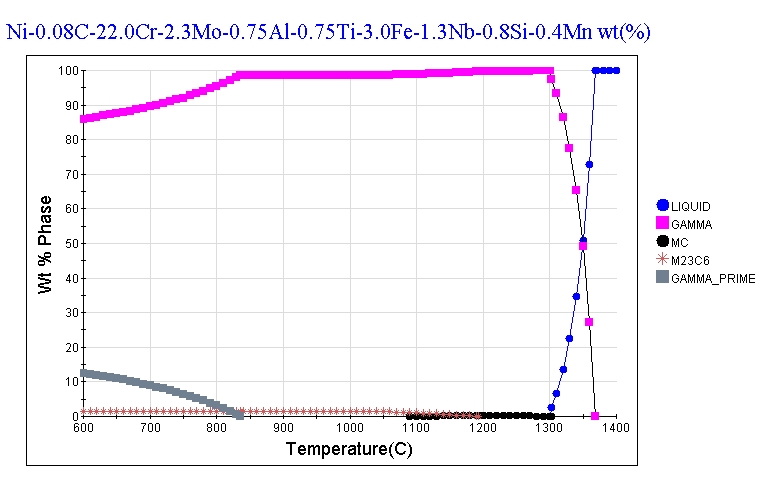 Ni-0.08C-22.0Cr-2.3Mo-0.75Al-0.75Ti-3.0Fe-1.3Nb-0.8Si-0.4Mn wt(%)
100
90
80
70
60
50
40
30
20
10
0
Wt % Phase
600 700 800 900 1000 1100 1200 1300 1400
Temperature(C)
LIQUID
GAMMA
MC
M23C6
GAMMA_PRIME